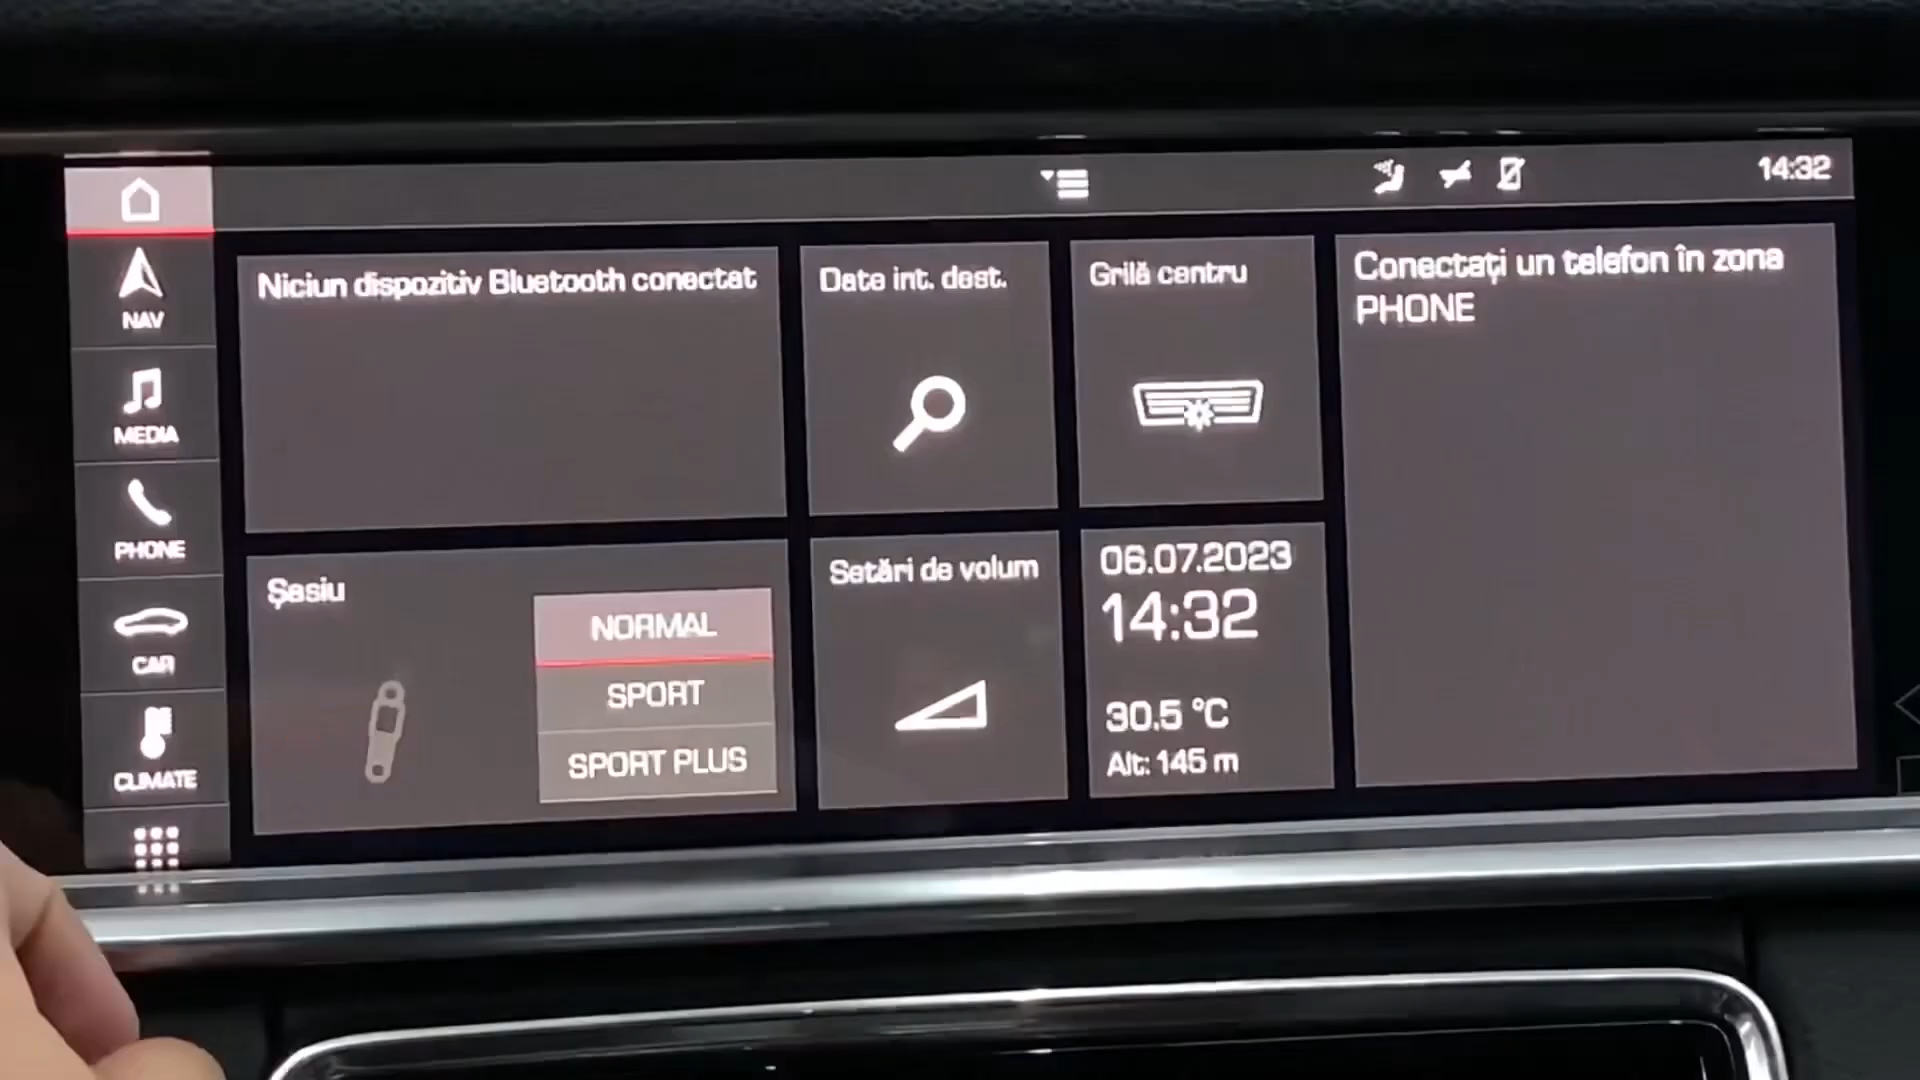 14:32
NAV
MEDIA
PHONE
CAR
CLIMATE
Niciun dispozitiv Bluetooth conectat
Date int. dest.
Grilă centru
Conectați un telefon în zona
PHONE
Șasiu
NORMAL
SPORT
SPORT PLUS
Setări de volum
06.07.2023
14:32
30.5 °C
Alt: 145 m